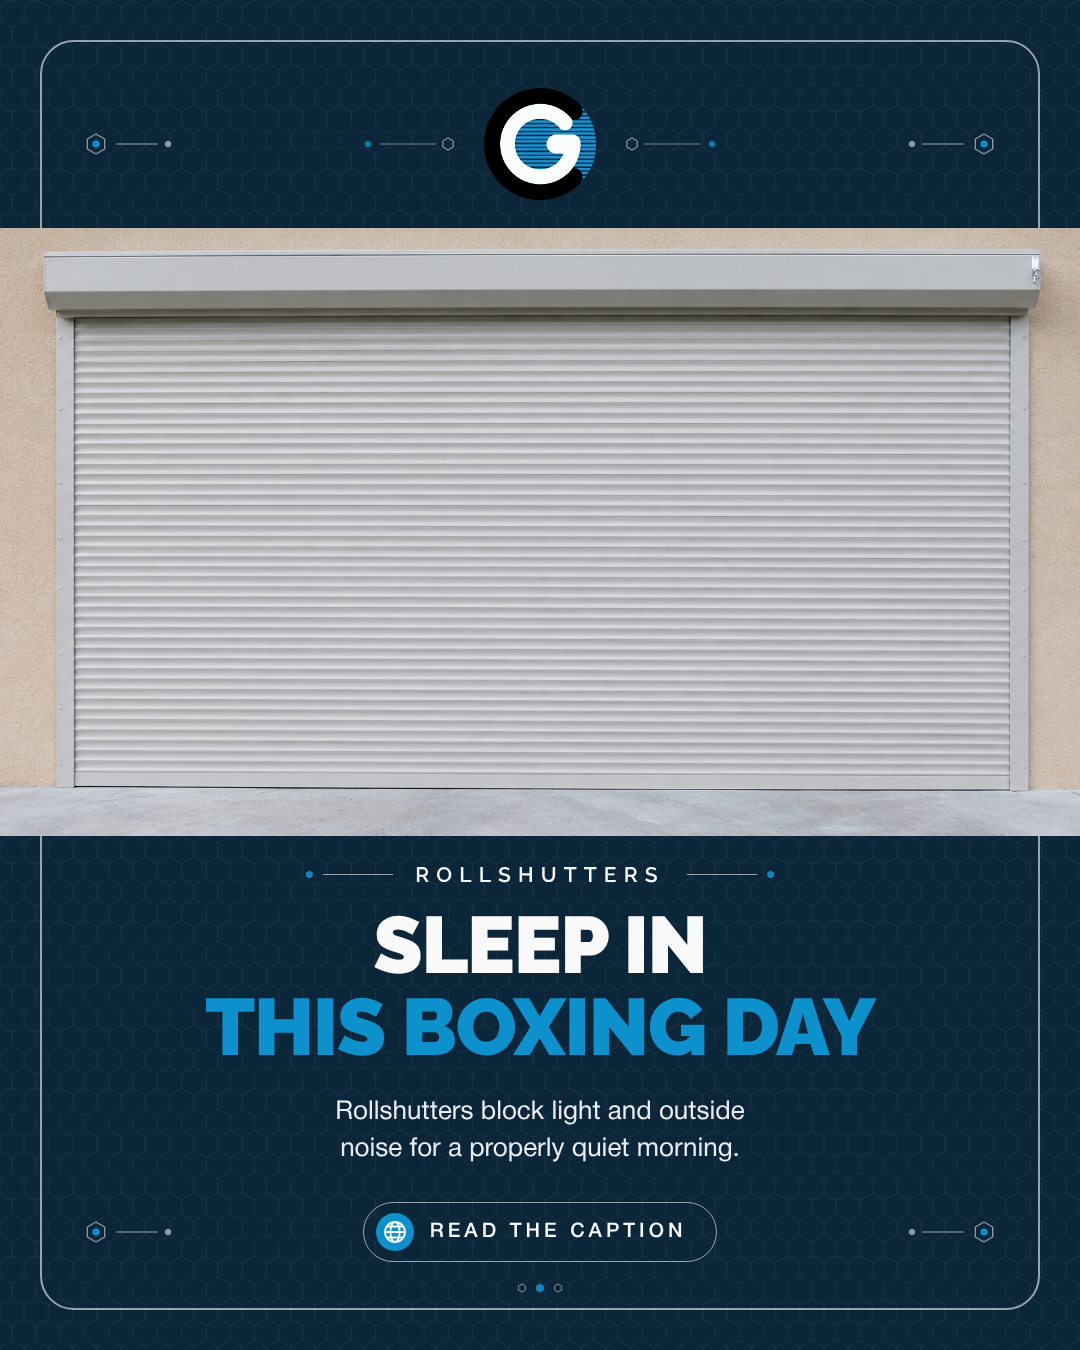 ROLLSHUTTERS
SLEEP IN
THIS BOXING DAY
Rollshutters block light and outside
noise for a properly quiet morning.
READ THE CAPTION